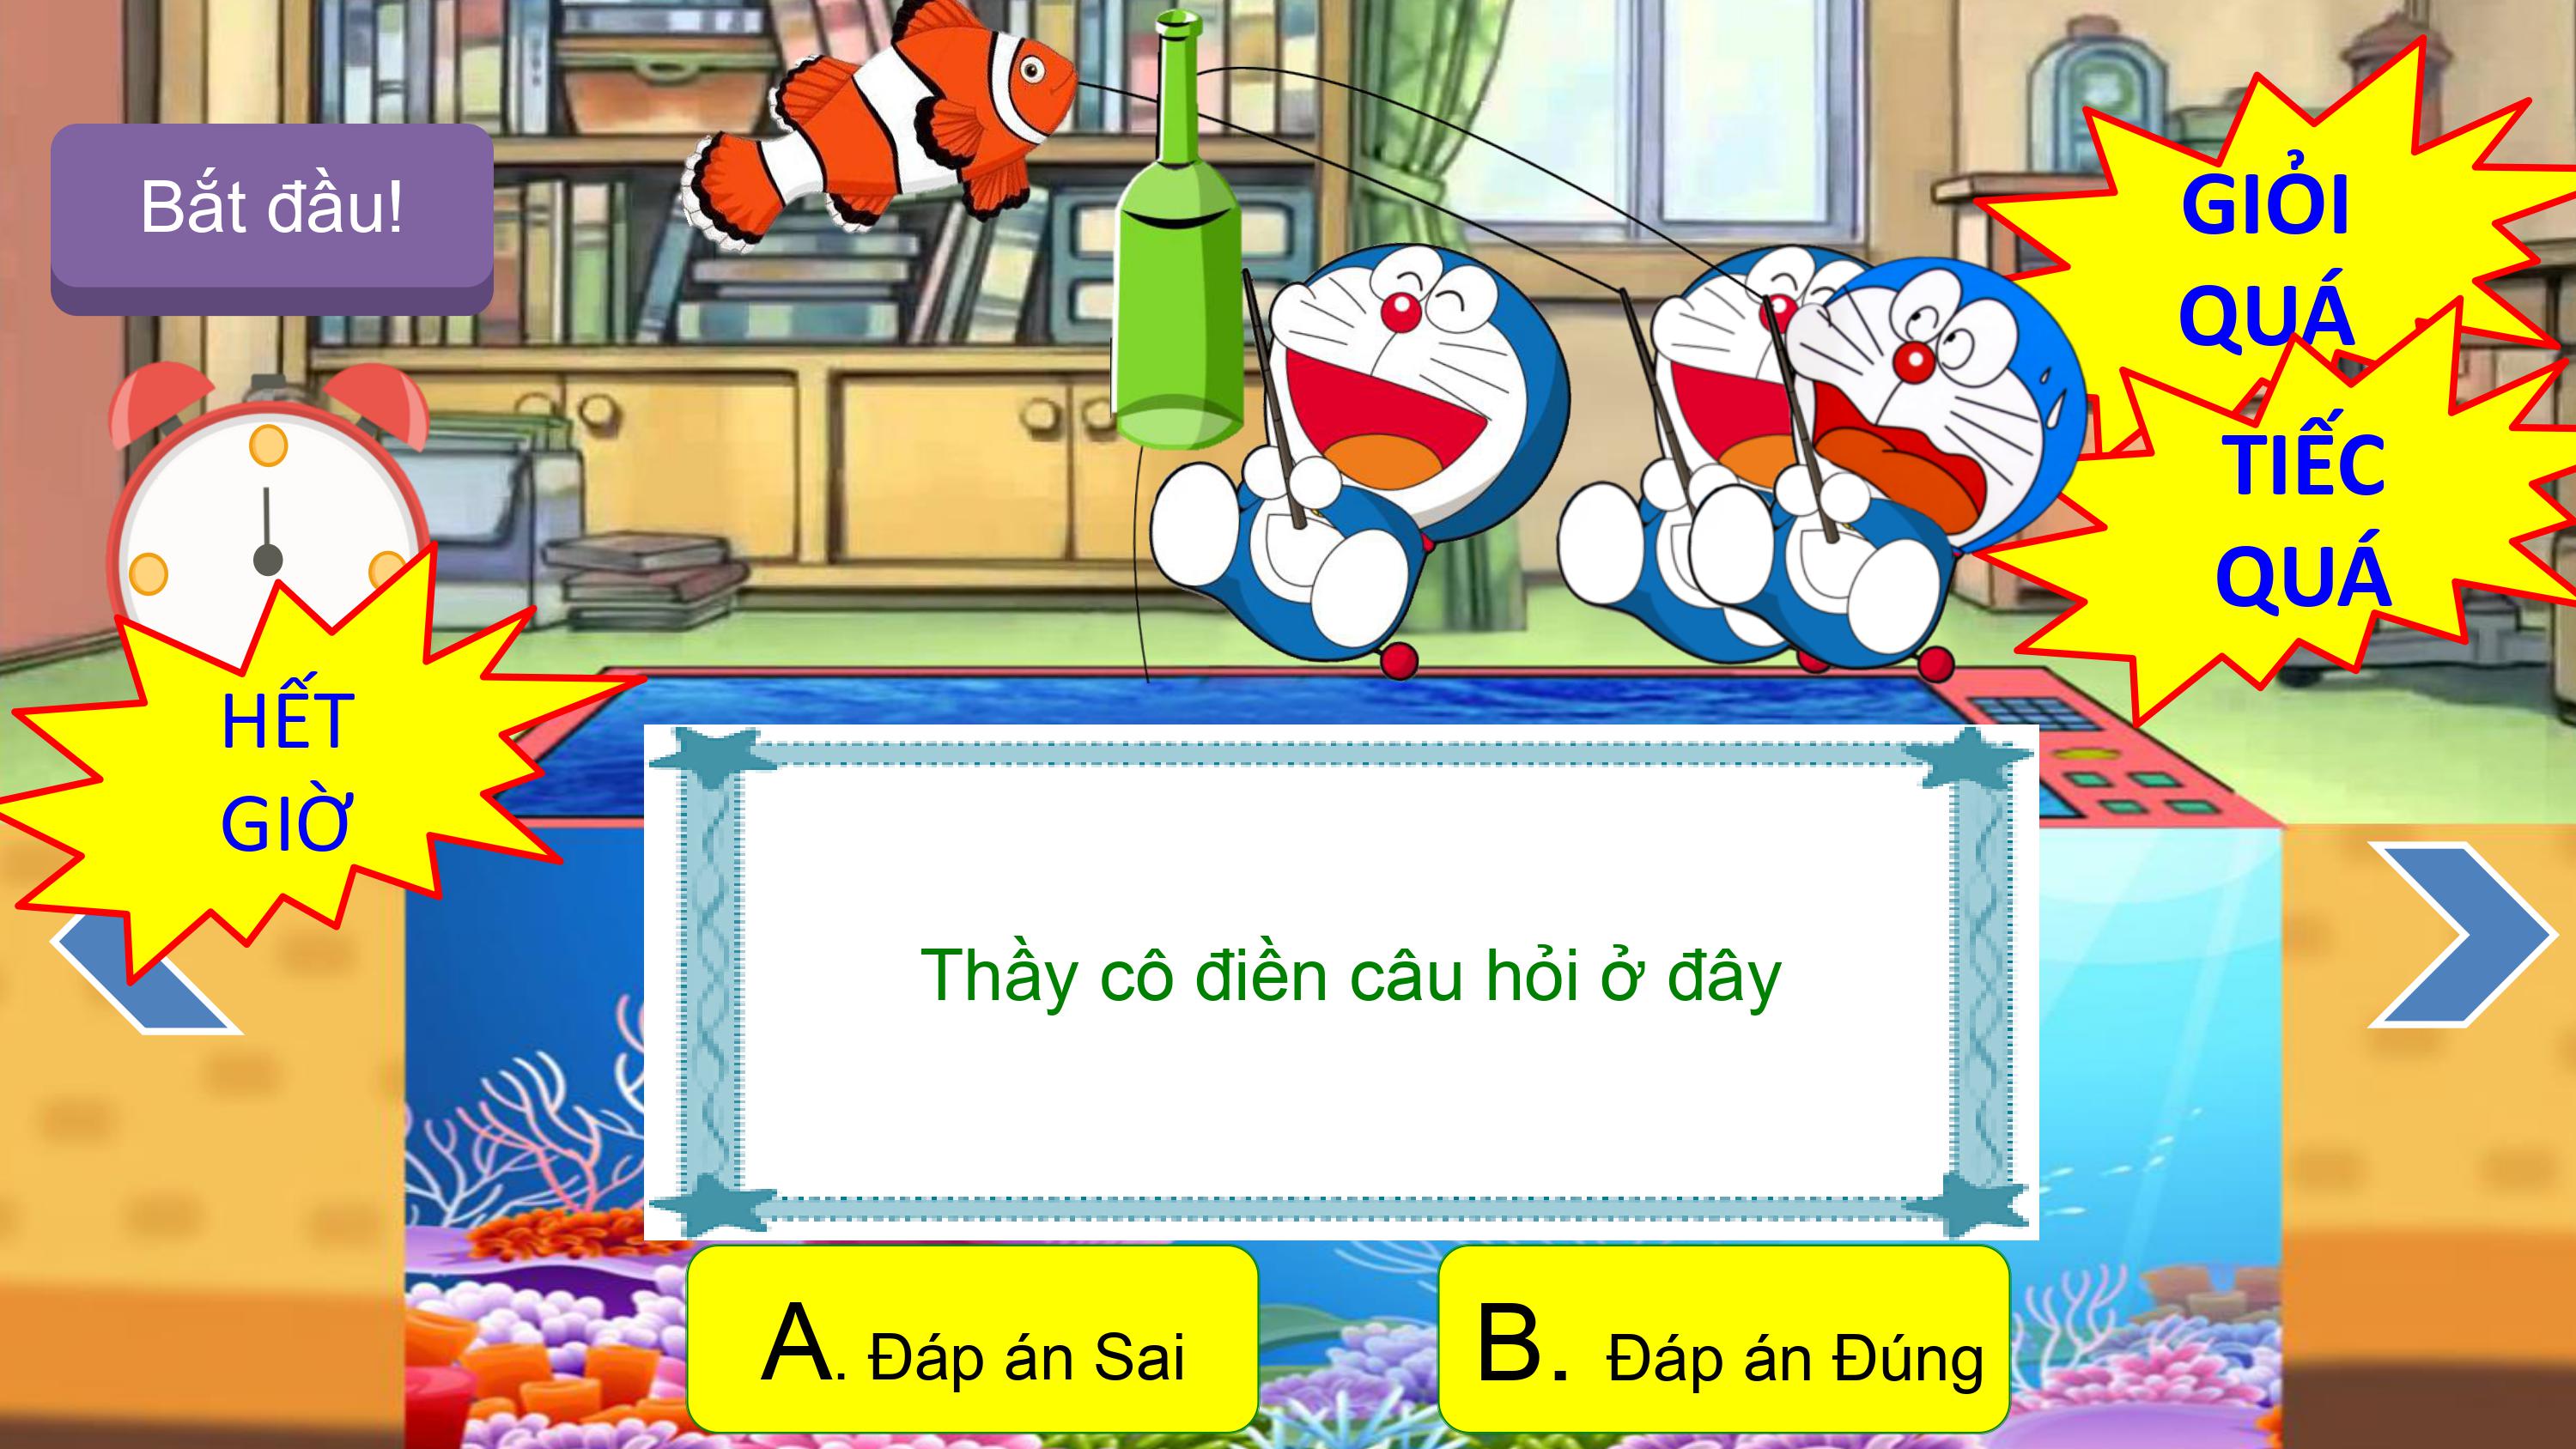 Bắt đầu!
GIỎI
QUÁ
TIẾC
QUÁ
HẾT
GIỜ
Thầy cô điền câu hỏi ở đây
A. Đáp án Sai
B. Đáp án Đúng